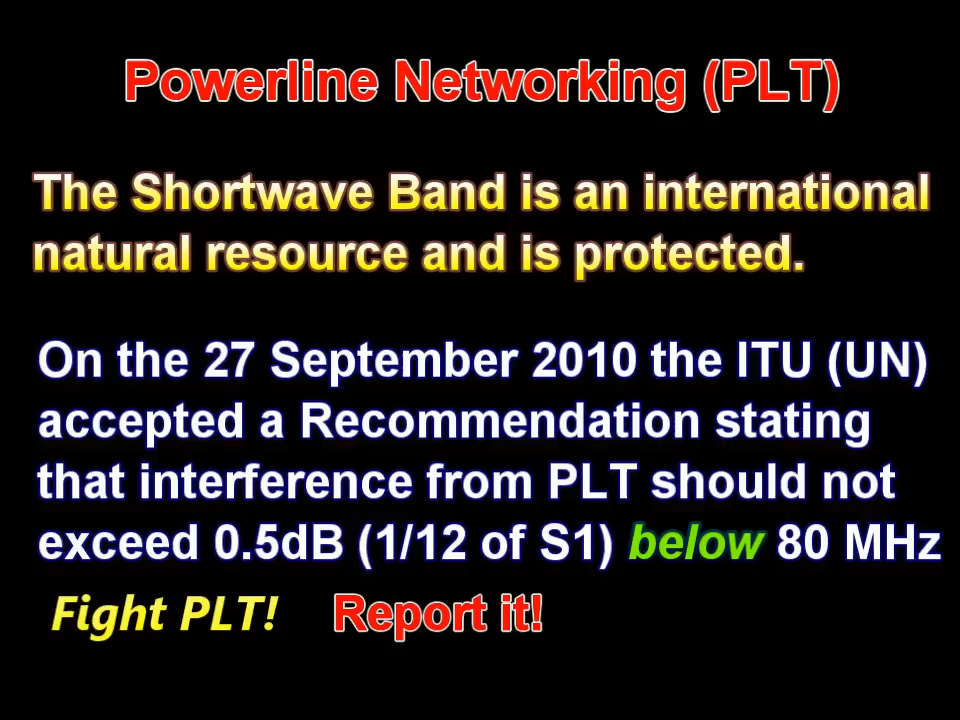 Powerline Networking (PLT)
The Shortwave Band is an international
natural resource and is protected.
On the 27 September 2010 the ITU (UN)
accepted a Recommendation stating
that interference from PLT should not
exceed 0.5dB (1/12 of S1) below 80 MHz
Fight PLT! Report it!